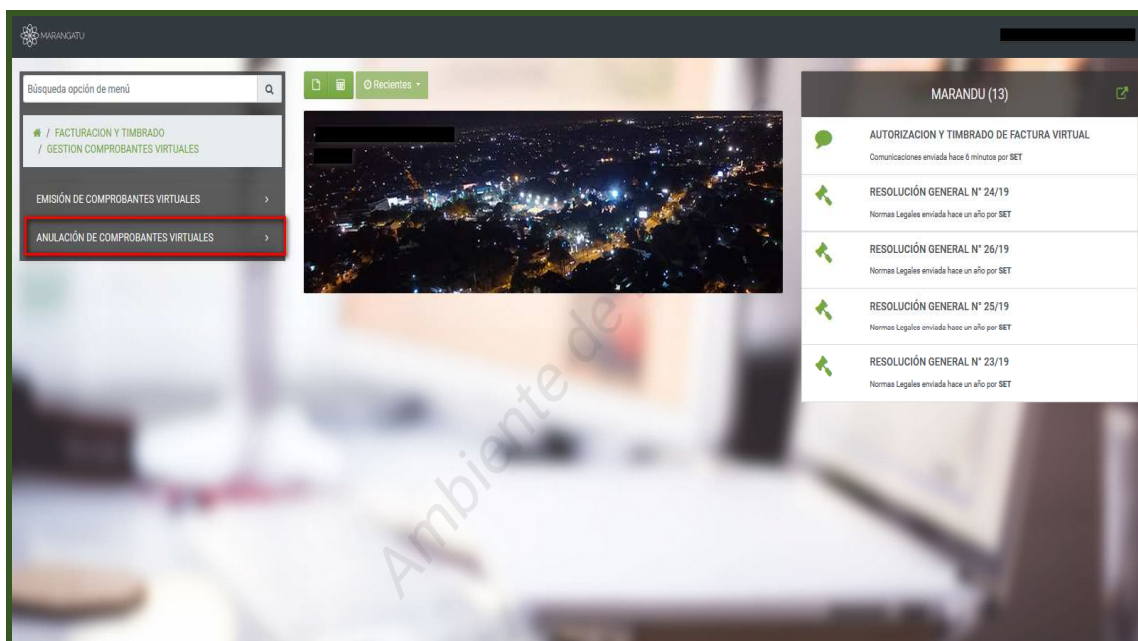 MARANGATU
Búsqueda opción de menú
/ FACTURACION Y TIMBRADO
/ GESTION COMPROBANTES VIRTUALES
EMISIÓN DE COMPROBANTES VIRTUALES
ANULACIÓN DE COMPROBANTES VIRTUALES
Recientes
MARANDU (13)
AUTORIZACION Y TIMBRADO DE FACTURA VIRTUAL
Comunicaciones enviada hace 6 minutos por SET
RESOLUCIÓN GENERAL N° 24/19
Normas Legales enviada hace un año por SET
RESOLUCIÓN GENERAL N° 26/19
Normas Legales enviada hace un año por SET
RESOLUCIÓN GENERAL N° 25/19
Normas Legales enviada hace un año por SET
RESOLUCIÓN GENERAL N° 23/19
Normas Legales enviada hace un año por SET
Ambiente de